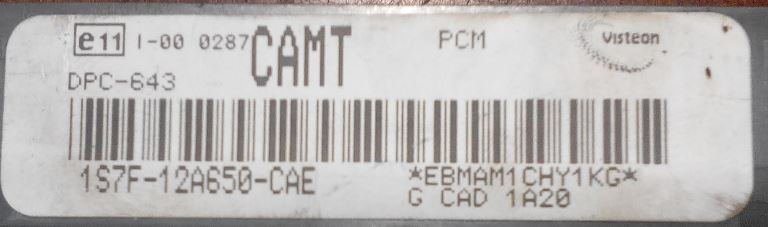 e11 I-00 0287 CAMT PCM Visteon
DPC-643
1S7F-12A650-CAE *EBMAM1CHY1KG*
G CAD 1A20